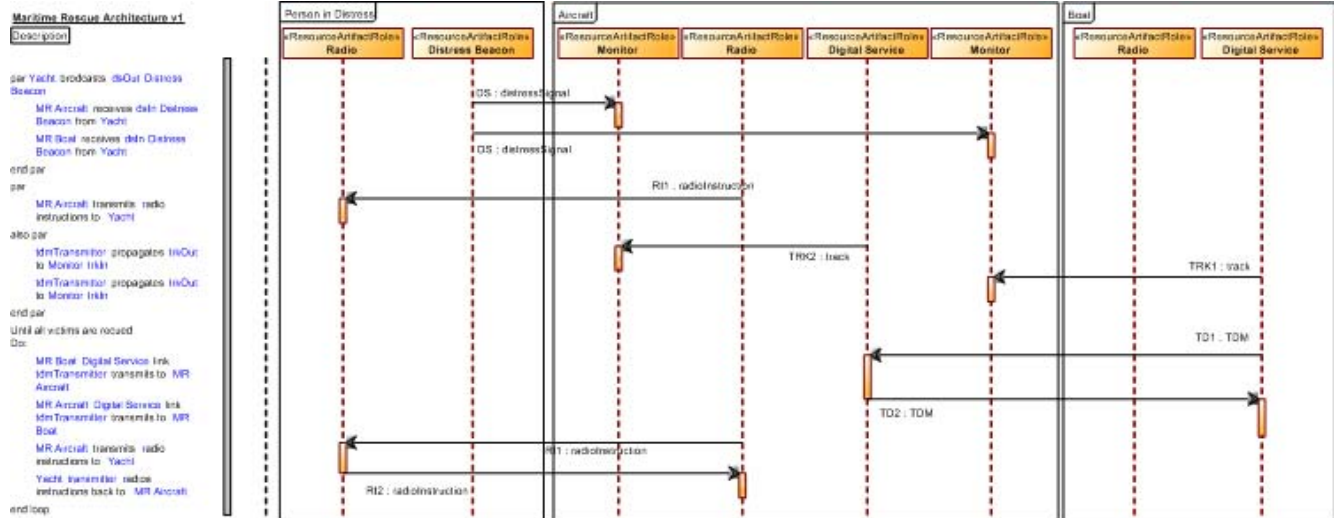 Maritime Rescue Architecture v1
Description
Person in Distress
Aircraft
Boat
«ResourceArtifactRole»
Radio
«ResourceArtifactRole»
Distress Beacon
«ResourceArtifactRole»
Monitor
«ResourceArtifactRole»
Radio
«ResourceArtifactRole»
Digital Service
«ResourceArtifactRole»
Monitor
«ResourceArtifactRole»
Radio
«ResourceArtifactRole»
Digital Service
par Yacht brodcasts dsOut Distress
Beacon
MR Aircraft receives dsIn Distress
Beacon from Yacht
MR Boat receives dsIn Distress
Beacon from Yacht
end par
par
MR Aircraft transmits radio
instructions to Yacht
also par
tdmTransmitter propagates trkOut
to Monitor trkIn
tdmTransmitter propagates trkOut
to Monitor trkIn
end par
Until all victims are recued
Do:
MR Boat Digital Service link
tdmTransmitter transmits to MR
Aircraft
MR Aircraft Digital Service link
tdmTransmitter transmits to MR
Boat
MR Aircraft transmits radio
instructions to Yacht
Yacht transmitter radios
instructions back to MR Aircraft
end loop
DS : distressSignal
DS : distressSignal
RI1 : radioInstruction
TRK2 : track
TRK1 : track
TD1 : TDM
TD2 : TDM
RI1 : radioInstruction
RI2 : radioInstruction